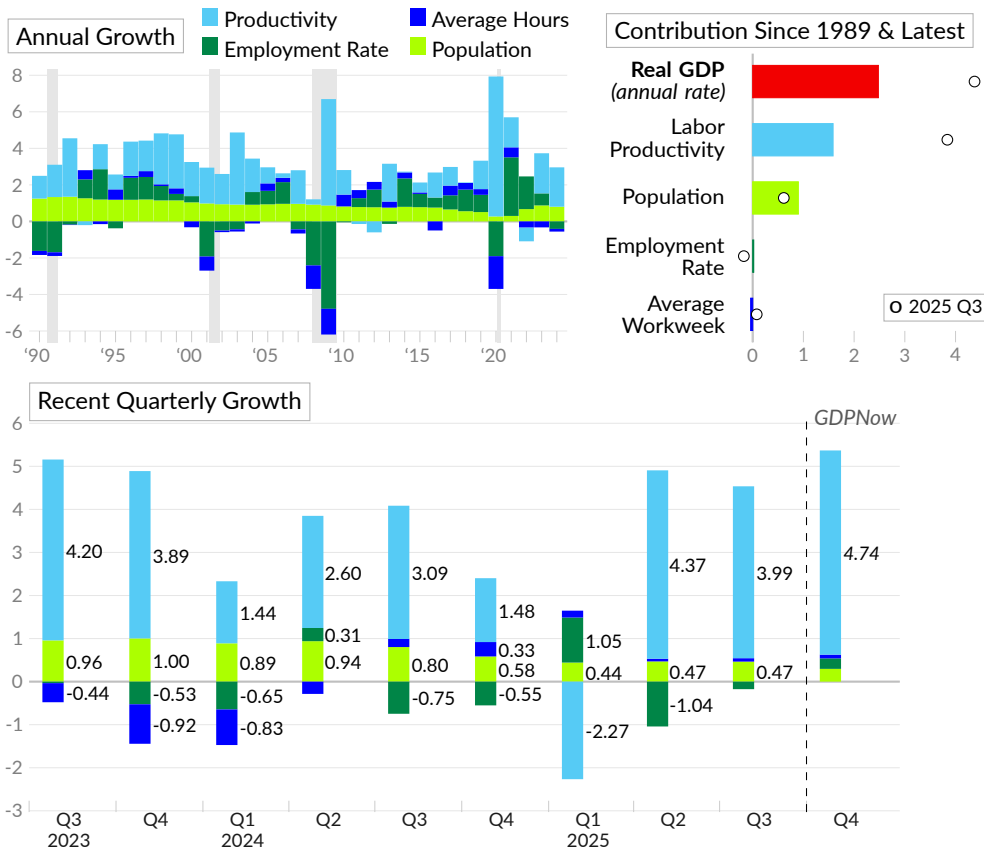 Annual Growth
Productivity
Average Hours
Employment Rate
Population
8
6
4
2
0
-2
-4
-6
'90
'95
'00
'05
'10
'15
'20
Contribution Since 1989 & Latest
Real GDP
(annual rate)
Labor
Productivity
Population
Employment
Rate
Average
Workweek
2025 Q3
0
1
2
3
4
Recent Quarterly Growth
GDPNow
6
5
4
3
2
1
0
-1
-2
-3
4.20
0.96
-0.44
3.89
1.00
-0.53
-0.92
1.44
0.89
-0.65
-0.83
2.60
0.31
0.94
3.09
0.80
-0.75
1.48
0.33
0.58
-0.55
1.05
0.44
-2.27
4.37
0.47
-1.04
3.99
0.47
4.74
Q3
2023
Q4
Q1
2024
Q2
Q3
Q4
Q1
2025
Q2
Q3
Q4